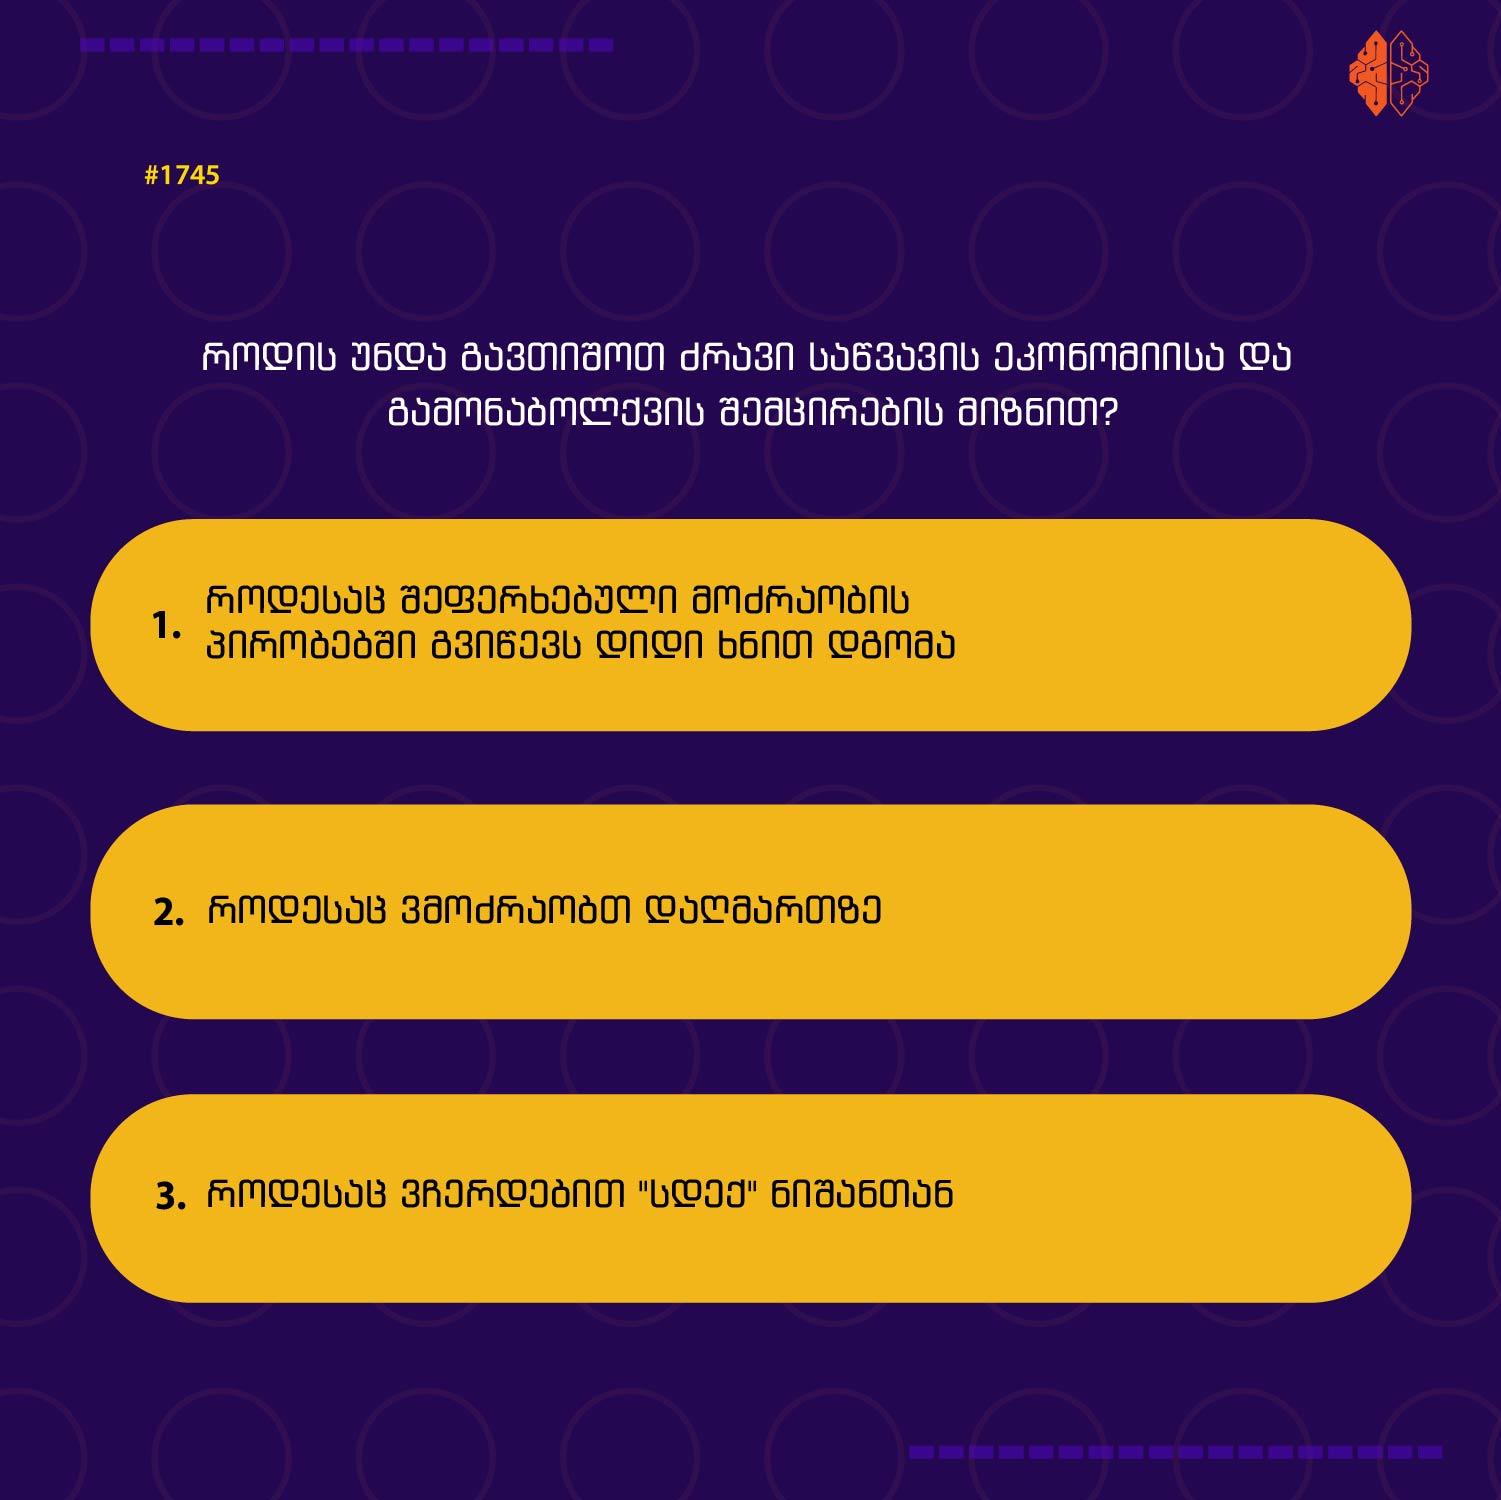 #1745
როდის უნდა გავთიშოთ ძრავი საწვავის ეკონომიისა და
გამონაბოლქვის შემცირების მიზნით?
1. როდესაც შეფერხებული მოძრაობის
პირობებში გვიწევს დიდი ხნით დგომა
2. როდესაც ვმოძრაობთ დაღმართზე
3. როდესაც ვჩერდებით "სდექ" ნიშანთან